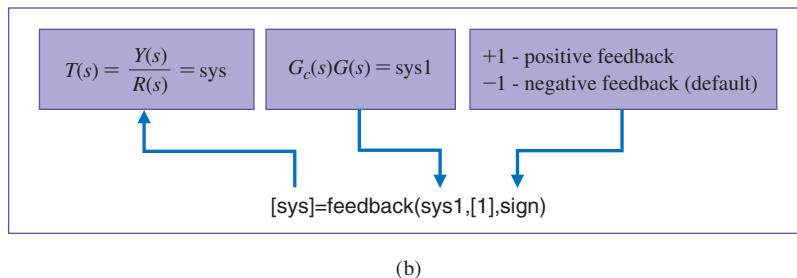 T(s) = Y(s)/R(s) = sys
G_c(s)G(s) = sys1
+1 - positive feedback
−1 - negative feedback (default)
[sys]=feedback(sys1,[1],sign)
(b)